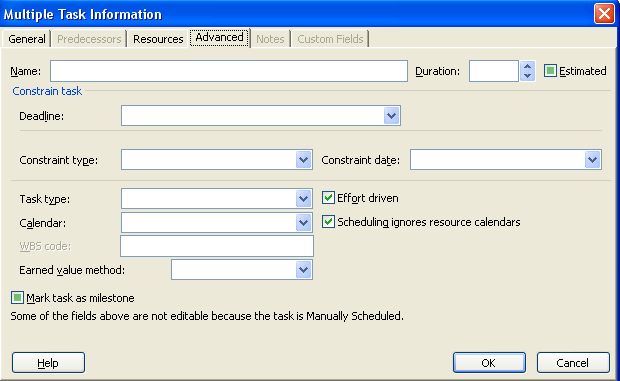 Multiple Task Information
General Predecessors Resources Advanced Notes Custom Fields
Name: Duration: Estimated
Constrain task
Deadline:
Constraint type: Constraint date:
Task type: Effort driven
Calendar: Scheduling ignores resource calendars
WBS code:
Earned value method:
Mark task as milestone
Some of the fields above are not editable because the task is Manually Scheduled.
Help OK Cancel